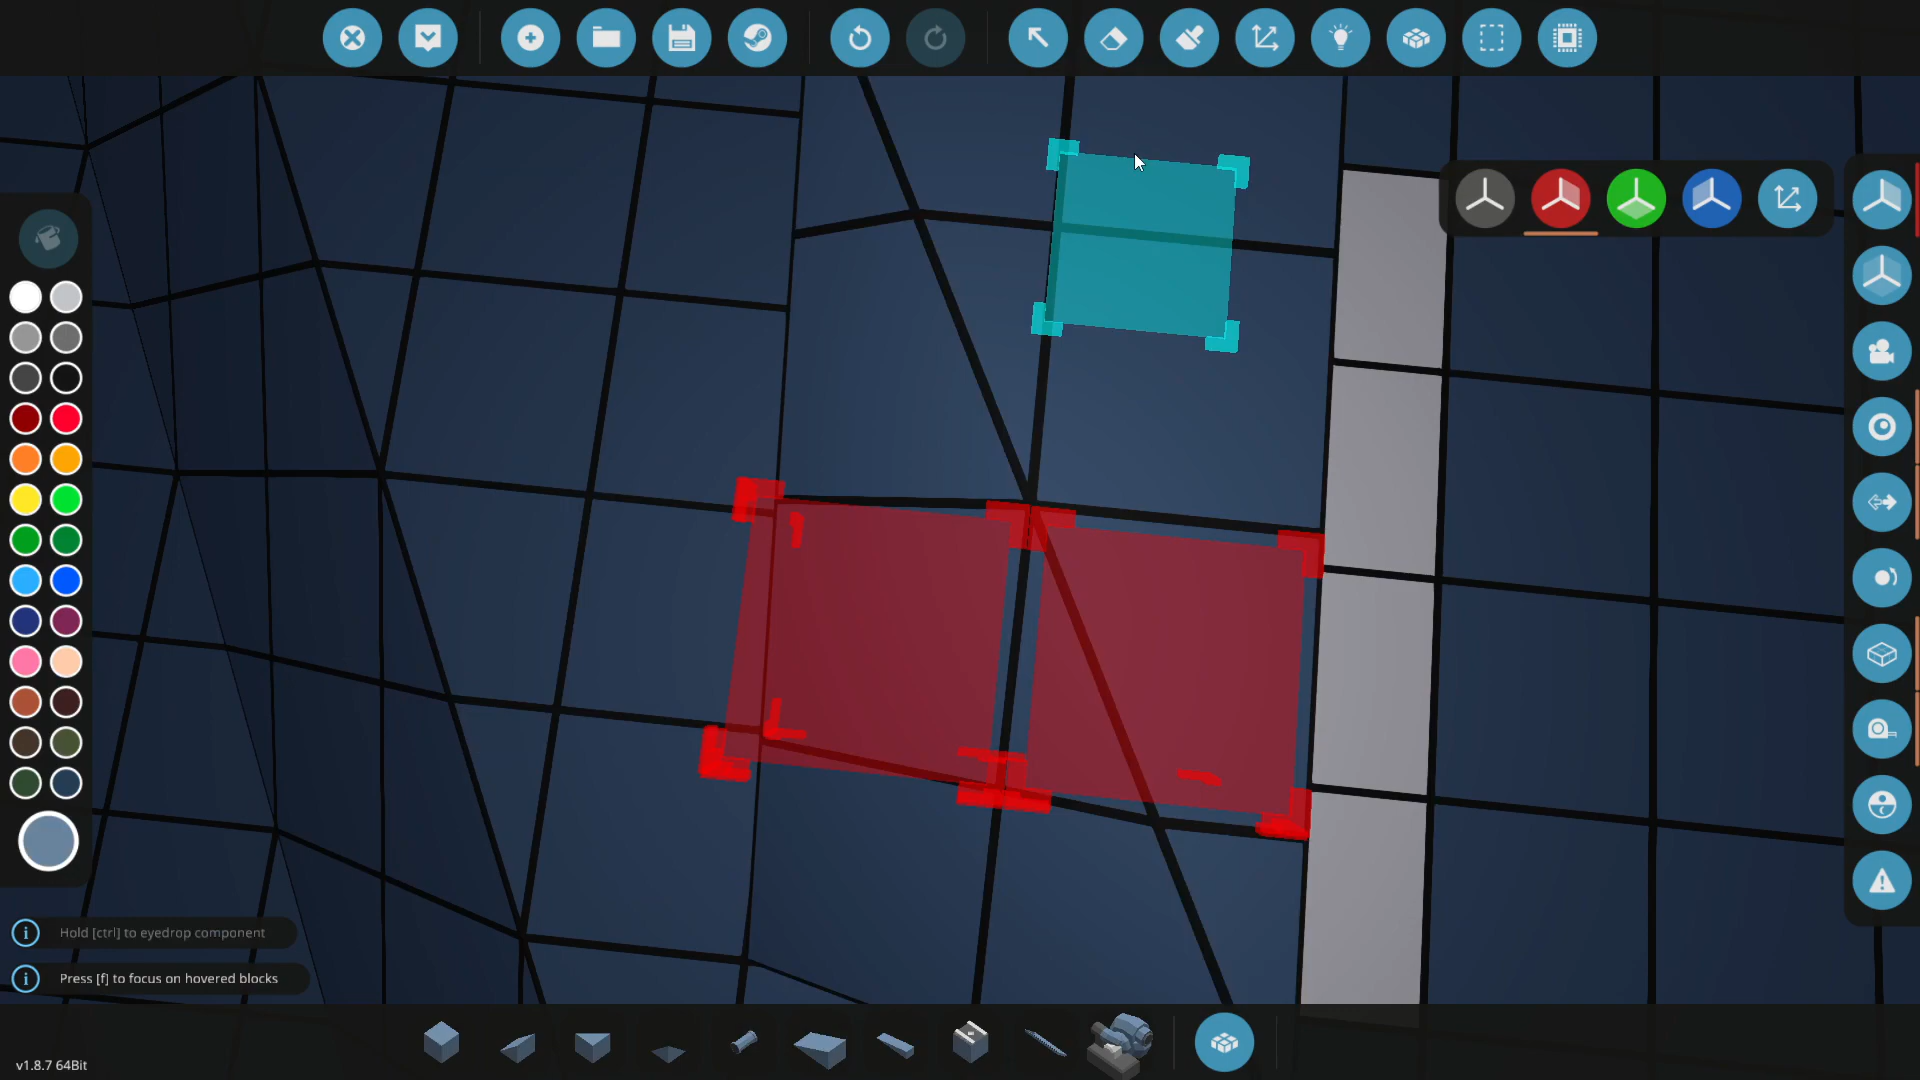 Hold [ctrl] to eyedrop component
Press [f] to focus on hovered blocks
v1.8.7 64Bit